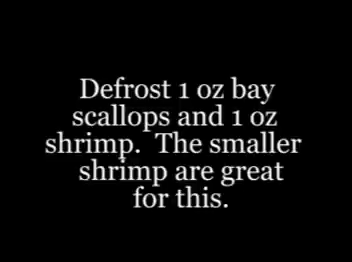 Defrost 1 oz bay
scallops and 1 oz
shrimp.  The smaller
shrimp are great
for this.